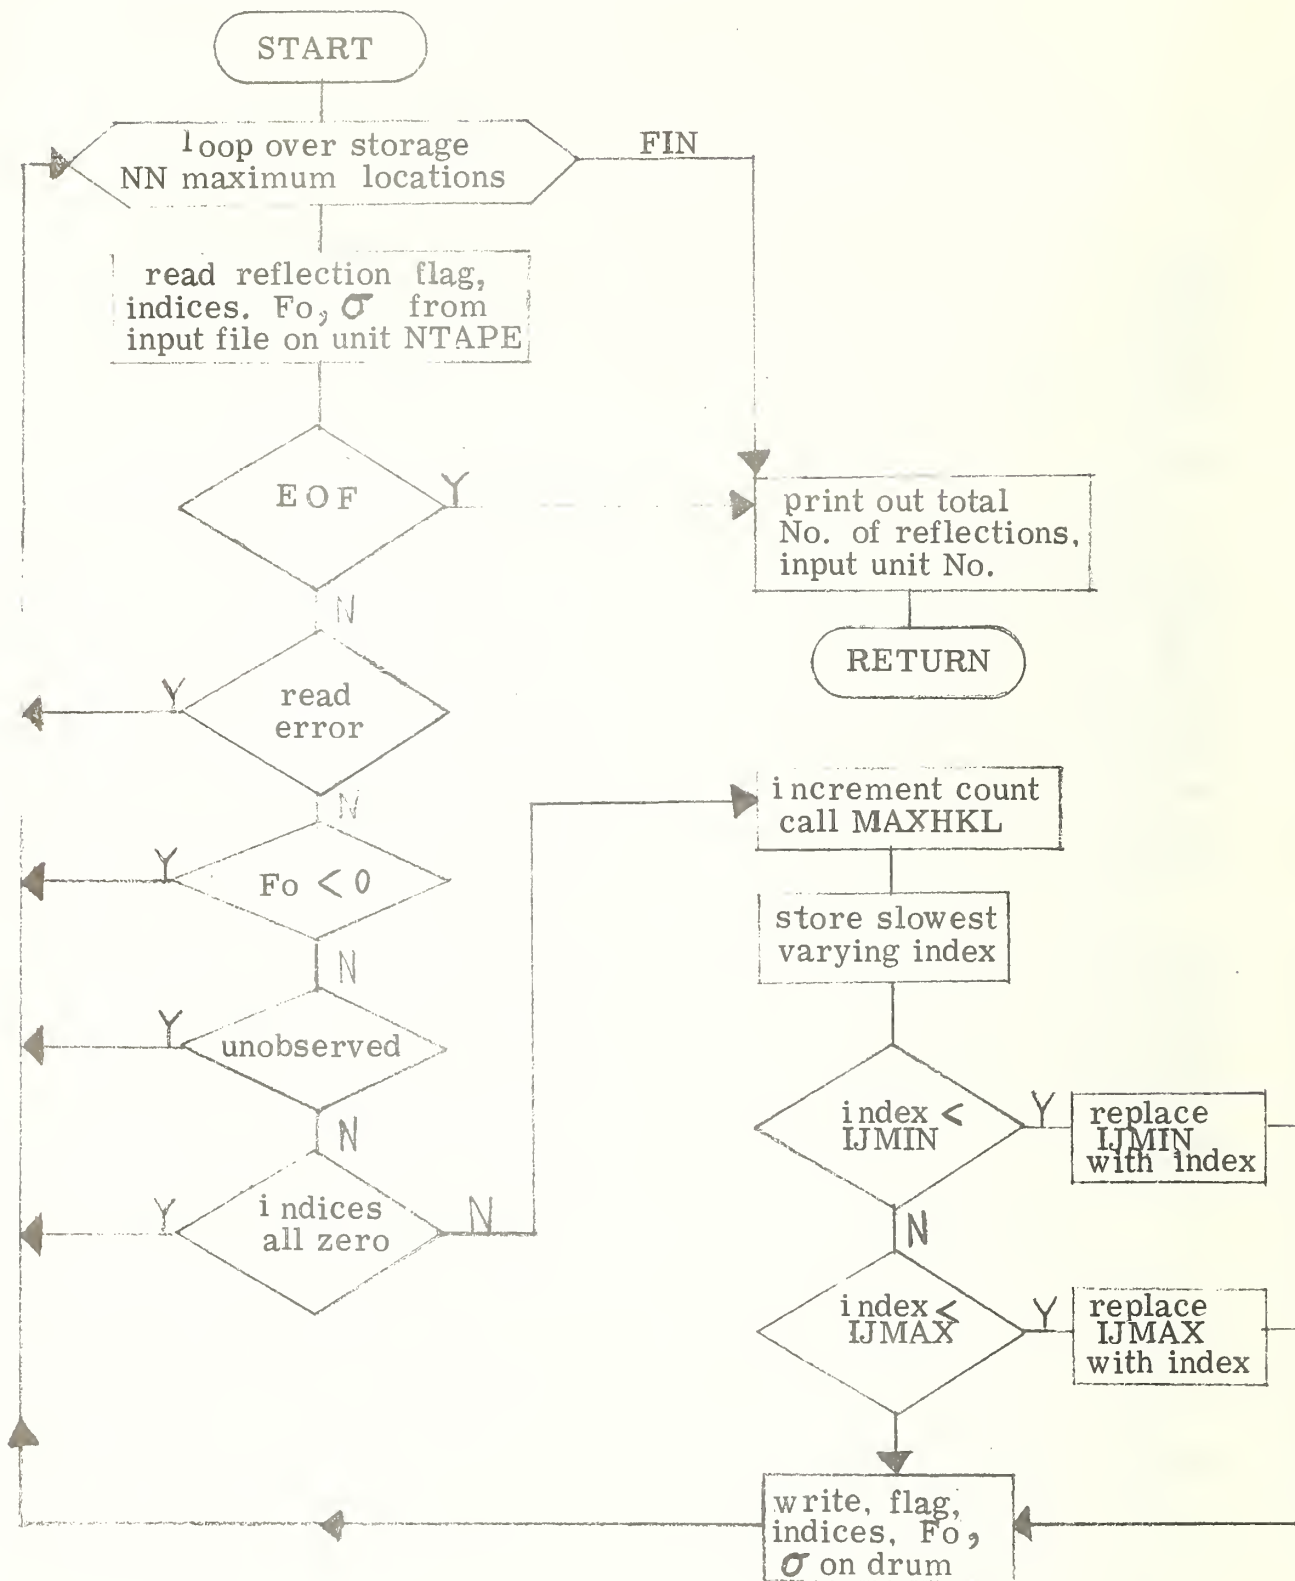 START
loop over storage
NN maximum locations
FIN
read reflection flag,
indices. Fo, σ from
input file on unit NTAPE
EOF
Y
print out total
No. of reflections,
input unit No.
N
RETURN
Y
read
error
N
increment count
call MAXHKL
Y
Fo < 0
store slowest
varying index
N
Y
unobserved
index <
IJMIN
Y
replace
IJMIN
with index
N
Y
indices
all zero
N
N
index <
IJMAX
Y
replace
IJMAX
with index
write, flag,
indices, Fo,
σ on drum